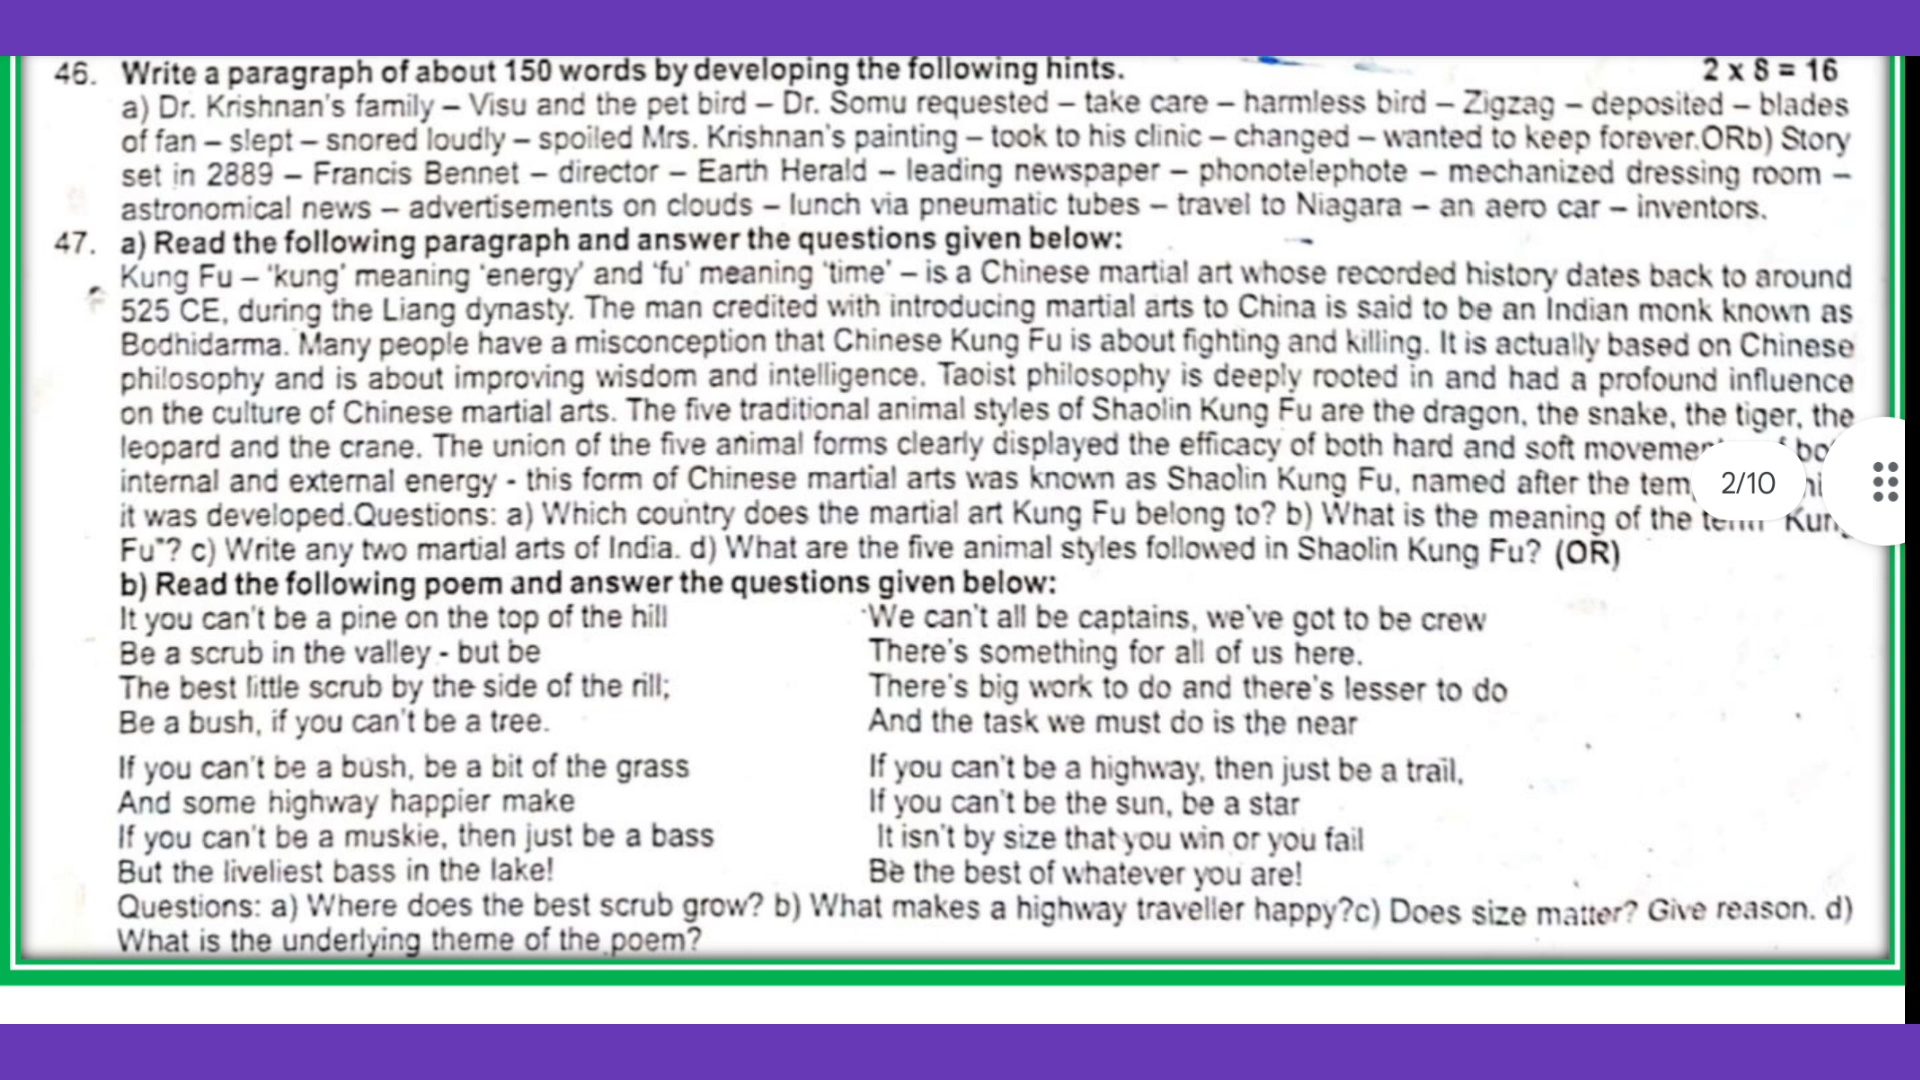 46. Write a paragraph of about 150 words by developing the following hints. 2 x 8 = 16
a) Dr. Krishnan's family – Visu and the pet bird – Dr. Somu requested – take care – harmless bird – Zigzag – deposited – blades
of fan – slept – snored loudly – spoiled Mrs. Krishnan's painting – took to his clinic – changed – wanted to keep forever.ORb) Story
set in 2889 – Francis Bennet – director – Earth Herald – leading newspaper – phonotelephote – mechanized dressing room –
astronomical news – advertisements on clouds – lunch via pneumatic tubes – travel to Niagara – an aero car – inventors.
47. a) Read the following paragraph and answer the questions given below:
Kung Fu – 'kung' meaning 'energy' and 'fu' meaning 'time' – is a Chinese martial art whose recorded history dates back to around
525 CE, during the Liang dynasty. The man credited with introducing martial arts to China is said to be an Indian monk known as
Bodhidarma. Many people have a misconception that Chinese Kung Fu is about fighting and killing. It is actually based on Chinese
philosophy and is about improving wisdom and intelligence. Taoist philosophy is deeply rooted in and had a profound influence
on the culture of Chinese martial arts. The five traditional animal styles of Shaolin Kung Fu are the dragon, the snake, the tiger, the
leopard and the crane. The union of the five animal forms clearly displayed the efficacy of both hard and soft
internal and external energy - this form of Chinese martial arts was known as Shaolin Kung Fu, named after the
2/10
it was developed.Questions: a) Which country does the martial art Kung Fu belong to? b) What is the meaning of the
Fu"? c) Write any two martial arts of India. d) What are the five animal styles followed in Shaolin Kung Fu? (OR)
b) Read the following poem and answer the questions given below:
It you can't be a pine on the top of the hill
Be a scrub in the valley - but be
The best little scrub by the side of the rill;
Be a bush, if you can't be a tree.
If you can't be a bush, be a bit of the grass
And some highway happier make
If you can't be a muskie, then just be a bass
But the liveliest bass in the lake!
We can't all be captains, we've got to be crew
There's something for all of us here.
There's big work to do and there's lesser to do
And the task we must do is the near
If you can't be a highway, then just be a trail,
If you can't be the sun, be a star
It isn't by size that you win or you fail
Be the best of whatever you are!
Questions: a) Where does the best scrub grow? b) What makes a highway traveller happy?c) Does size matter? Give reason. d)
What is the underlying theme of the poem?